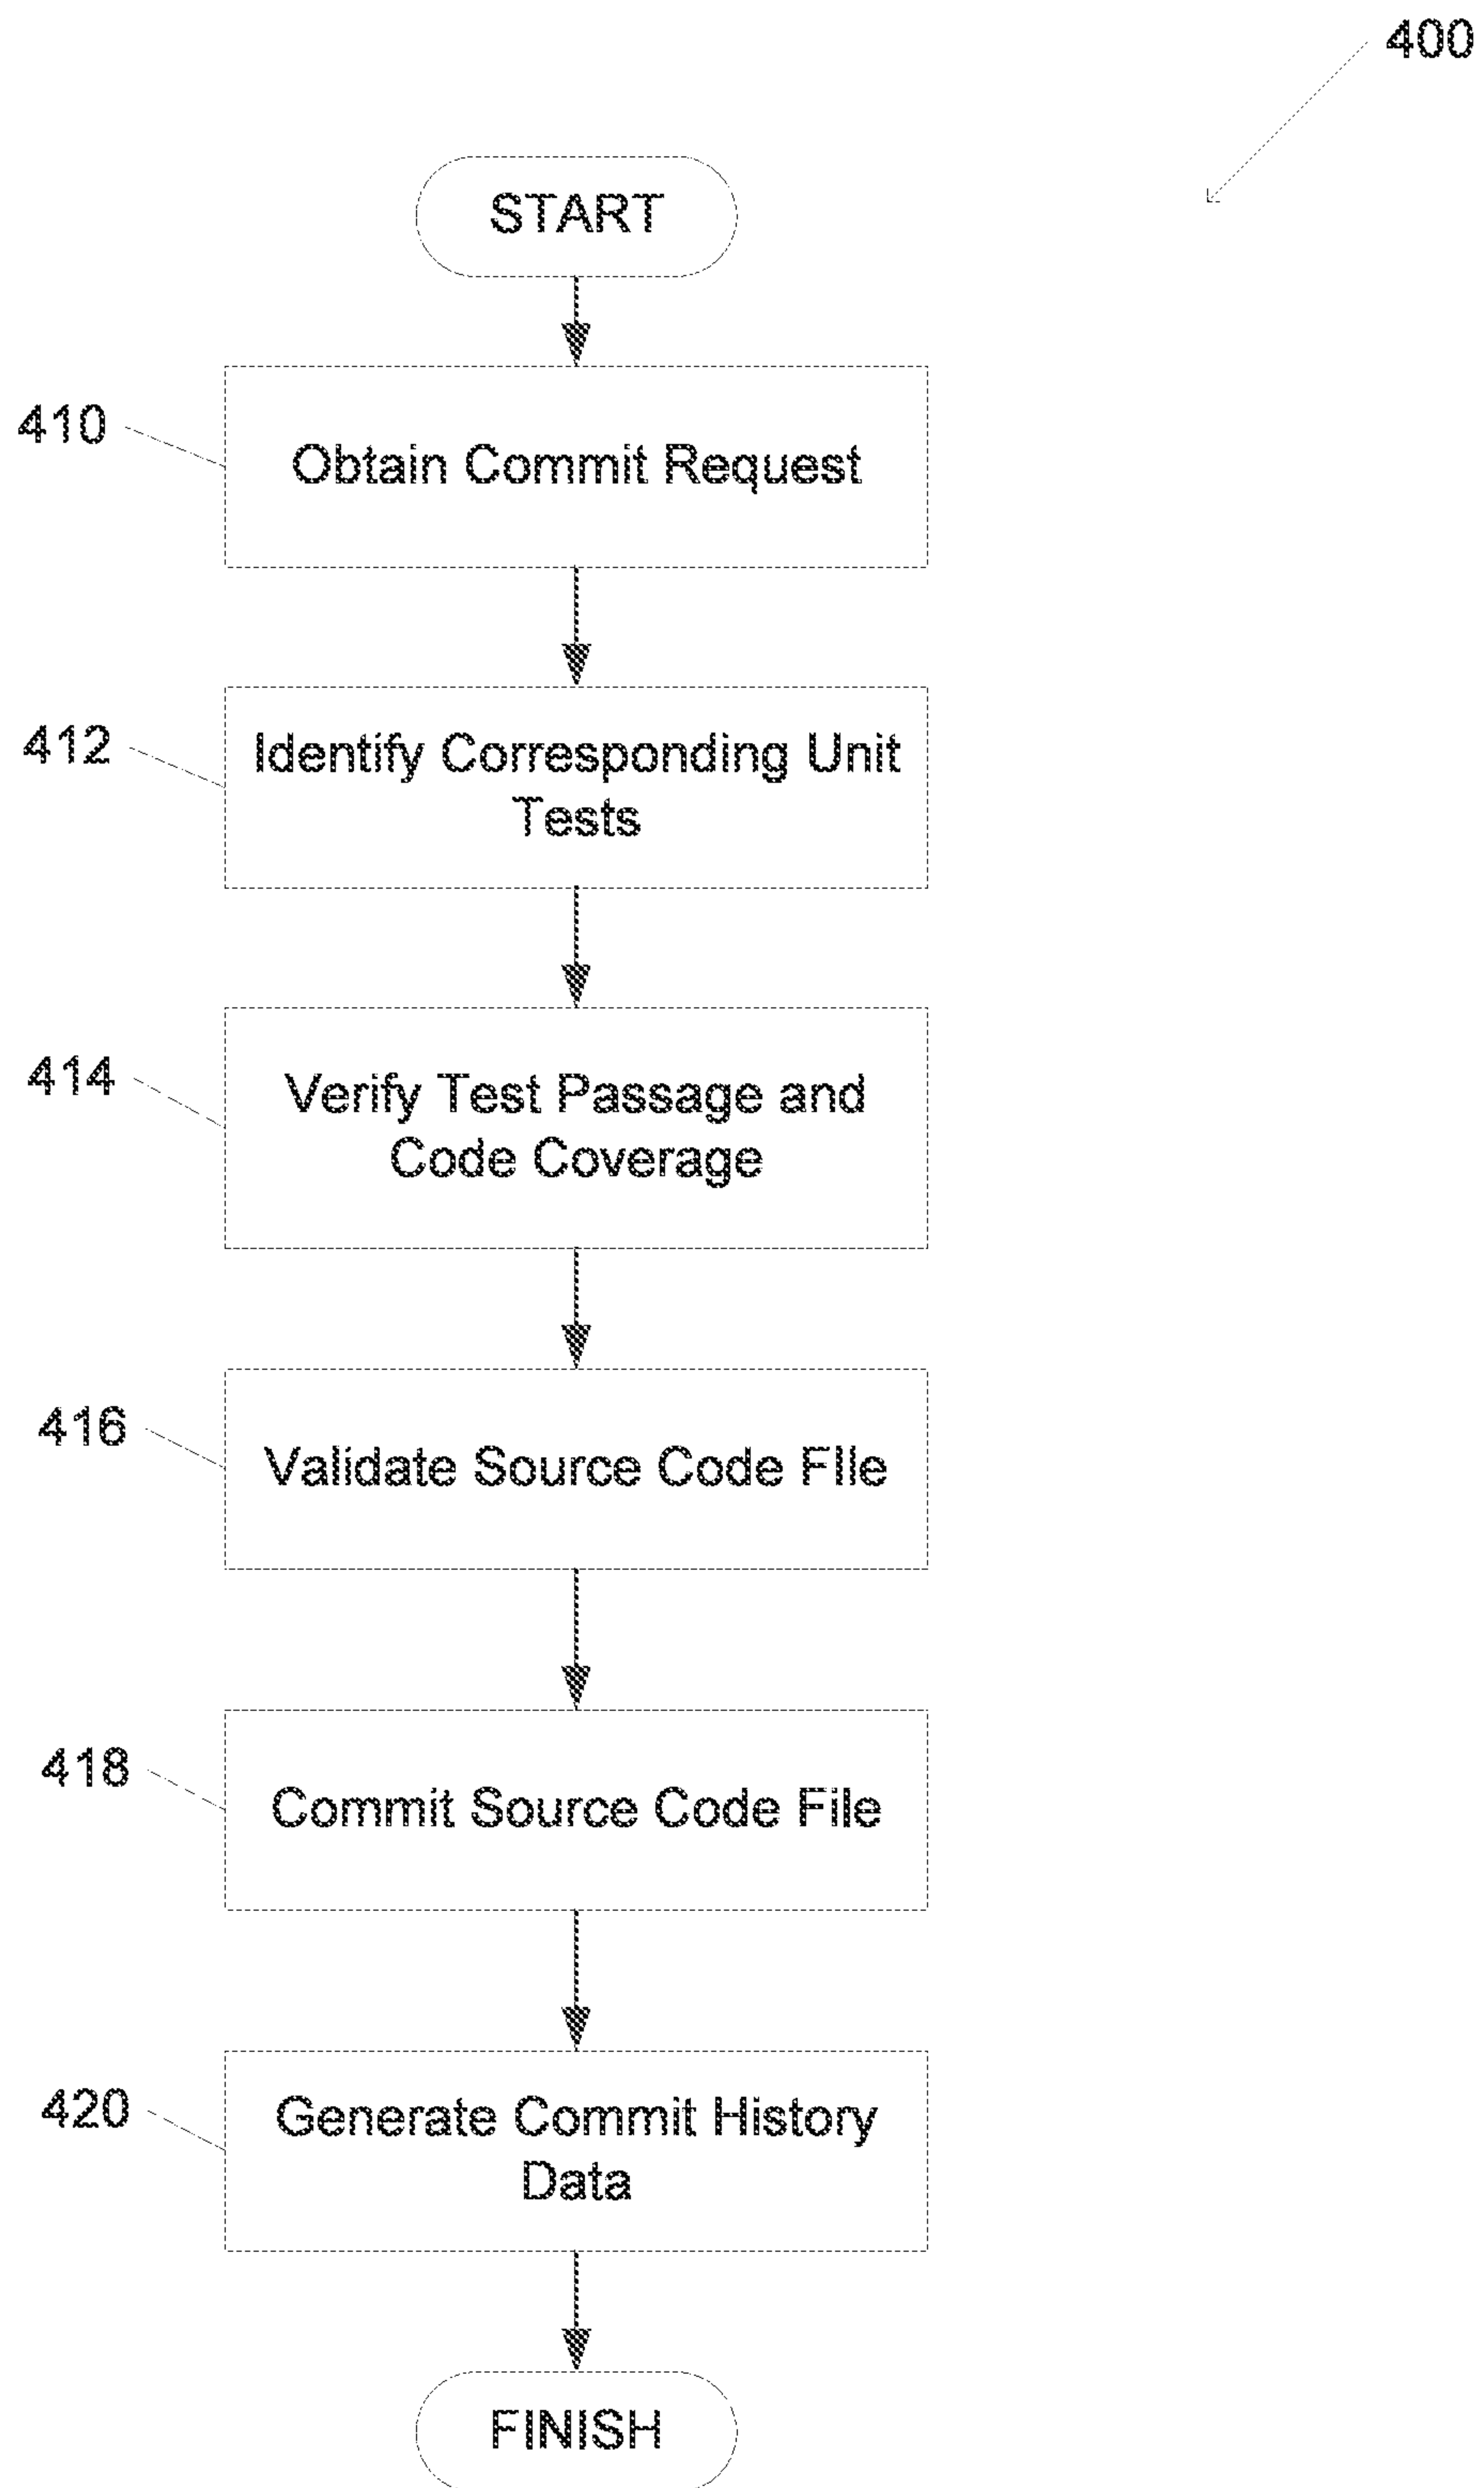 400
START
410
Obtain Commit Request
412
Identify Corresponding Unit
Tests
414
Verify Test Passage and
Code Coverage
416
Validate Source Code FIle
418
Commit Source Code File
420
Generate Commit History
Data
FINISH